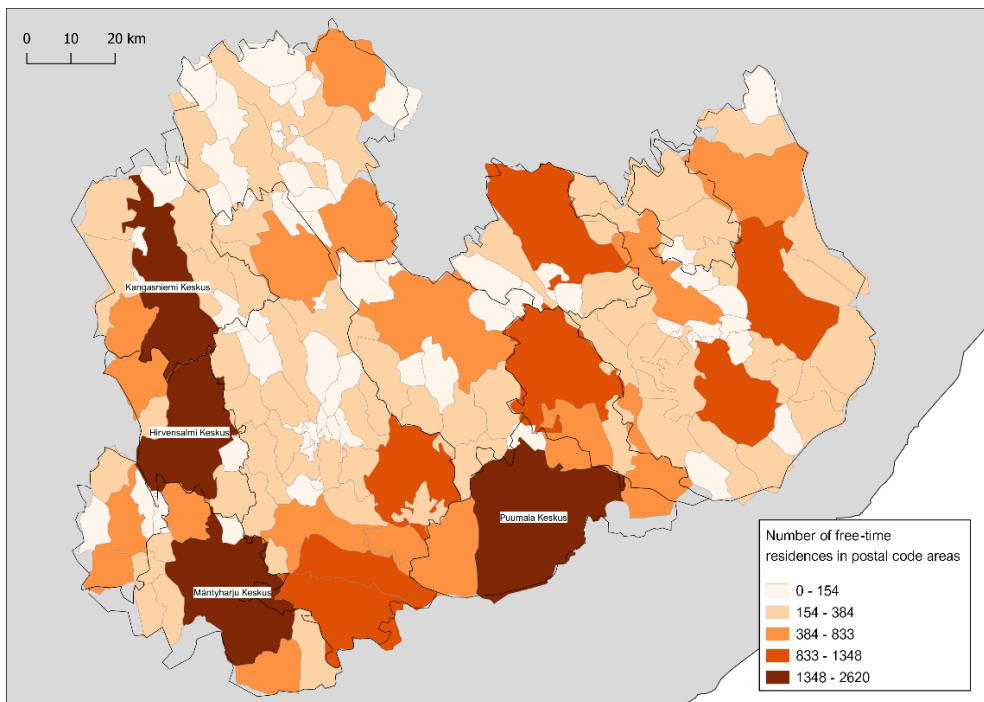 0 10 20 km
Kangasniemi Keskus
Hirvensalmi Keskus
Puumala Keskus
Mäntyharju Keskus
Number of free-time
residences in postal code areas
0 - 154
154 - 384
384 - 833
833 - 1348
1348 - 2620